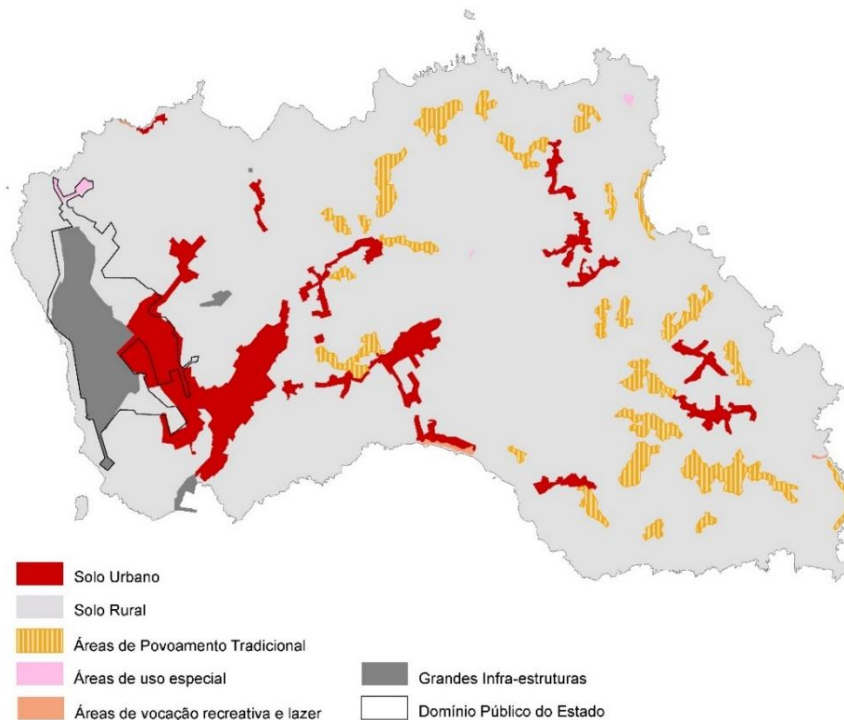 Solo Urbano
Solo Rural
Áreas de Povoamento Tradicional
Áreas de uso especial
Áreas de vocação recreativa e lazer
Grandes Infra-estruturas
Domínio Público do Estado